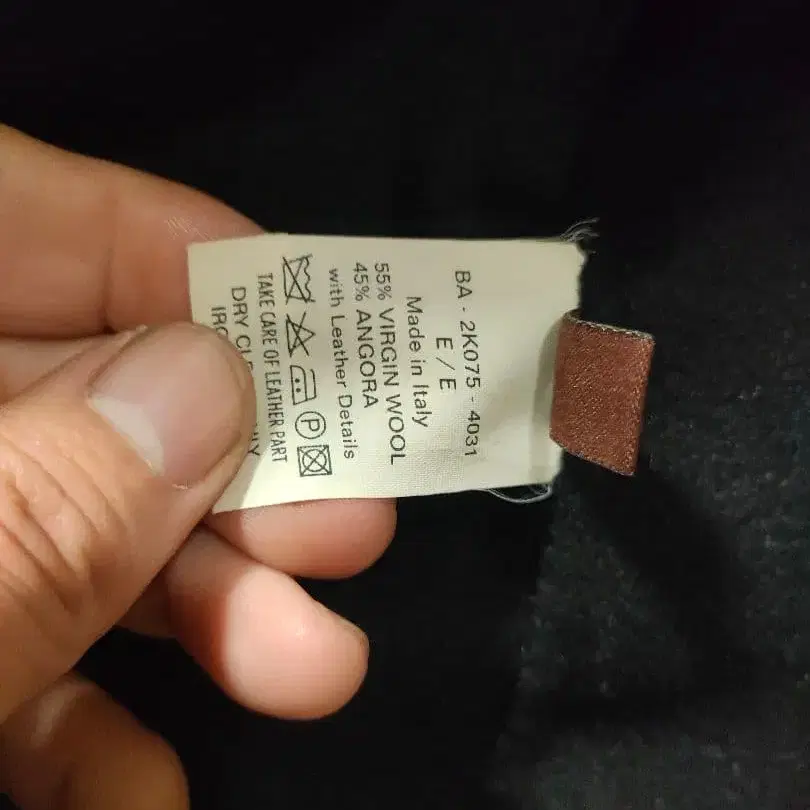 BA - 2K075 - 4031
E / E
Made in Italy
55% VIRGIN WOOL
45% ANGORA
with Leather Details
P
TAKE CARE OF LEATHER PART
DRY